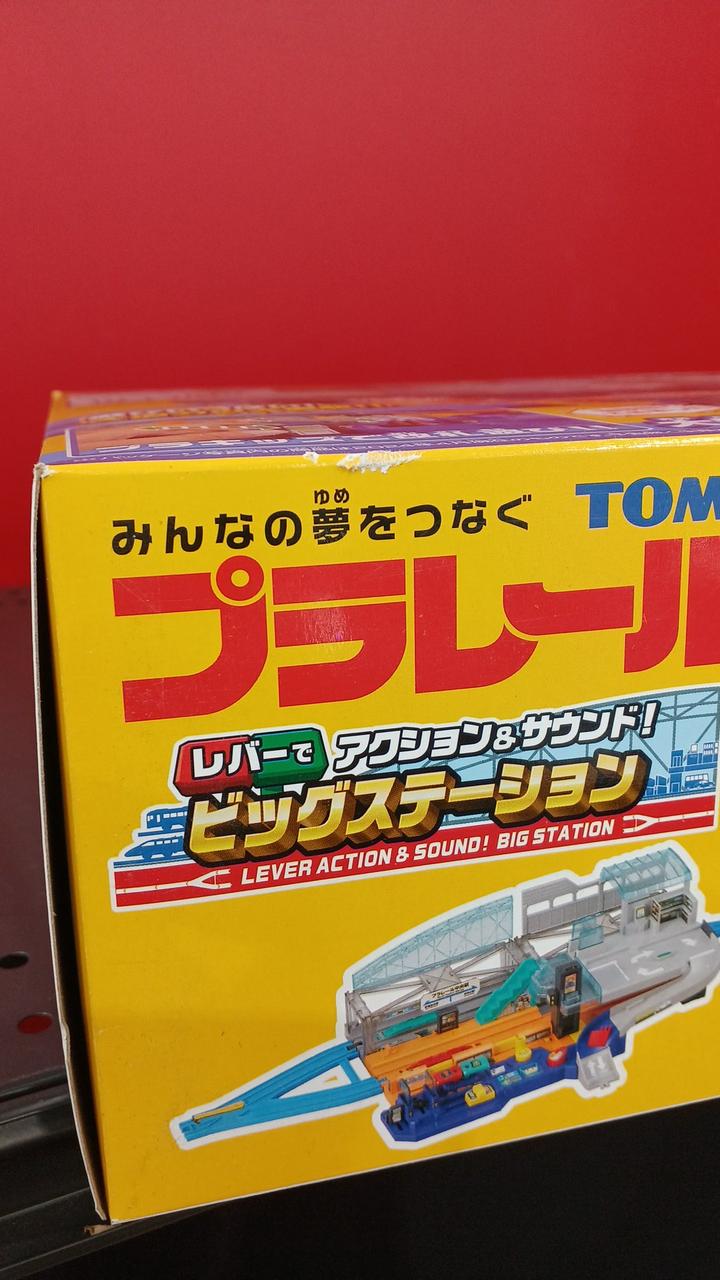 みんなの夢をつなぐ
ゆめ
TOM
プラレール
レバーで アクション&サウンド!
ビッグステーション
LEVER ACTION & SOUND! BIG STATION